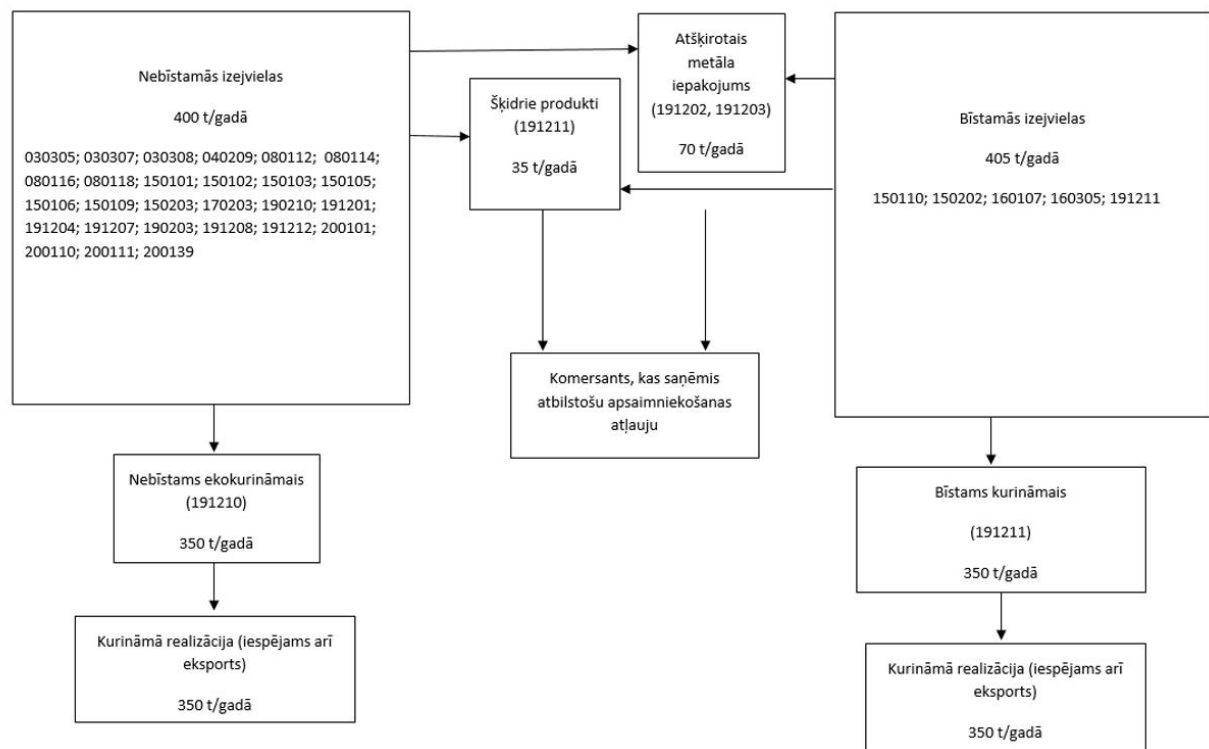 Nebīstamās izejvielas
400 t/gadā
030305; 030307; 030308; 040209; 080112; 080114;
080116; 080118; 150101; 150102; 150103; 150105;
150106; 150109; 150203; 170203; 190210; 191201;
191204; 191207; 190203; 191208; 191212; 200101;
200110; 200111; 200139
Šķidrie produkti
(191211)
35 t/gadā
Atšķirotais
metāla
iepakojums
(191202, 191203)
70 t/gadā
Bīstamās izejvielas
405 t/gadā
150110; 150202; 160107; 160305; 191211
Komersants, kas saņēmis
atbilstošu apsaimniekošanas
atļauju
Nebīstams ekokurināmais
(191210)
350 t/gadā
Bīstams kurināmais
(191211)
350 t/gadā
Kurināmā realizācija (iespējams arī
eksports)
350 t/gadā
Kurināmā realizācija (iespējams arī
eksports)
350 t/gadā